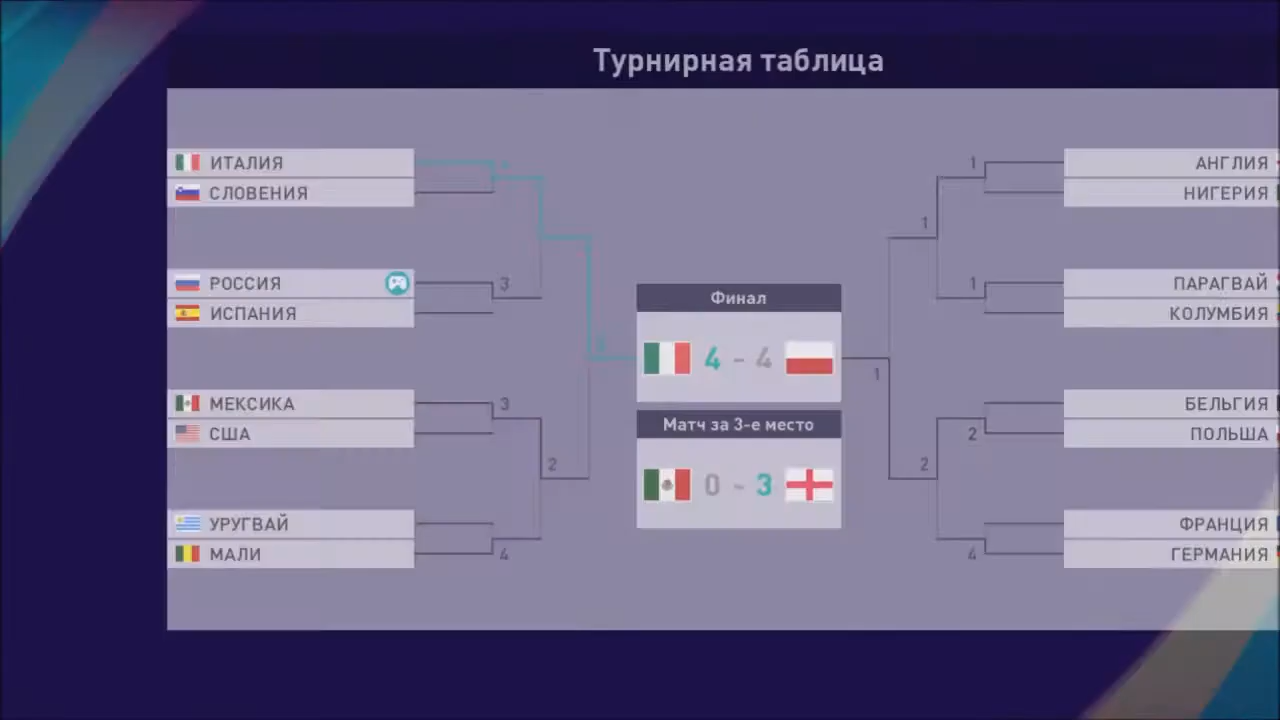 Турнирная таблица
ИТАЛИЯ
СЛОВЕНИЯ
РОССИЯ
3
ИСПАНИЯ
МЕКСИКА
3
США
2
УРУГВАЙ
МАЛИ
4
Финал
4 - 4
Матч за 3-е место
0 - 3
1
АНГЛИЯ
НИГЕРИЯ
1
1
ПАРАГВАЙ
КОЛУМБИЯ
1
БЕЛЬГИЯ
2
ПОЛЬША
2
ФРАНЦИЯ
4
ГЕРМАНИЯ